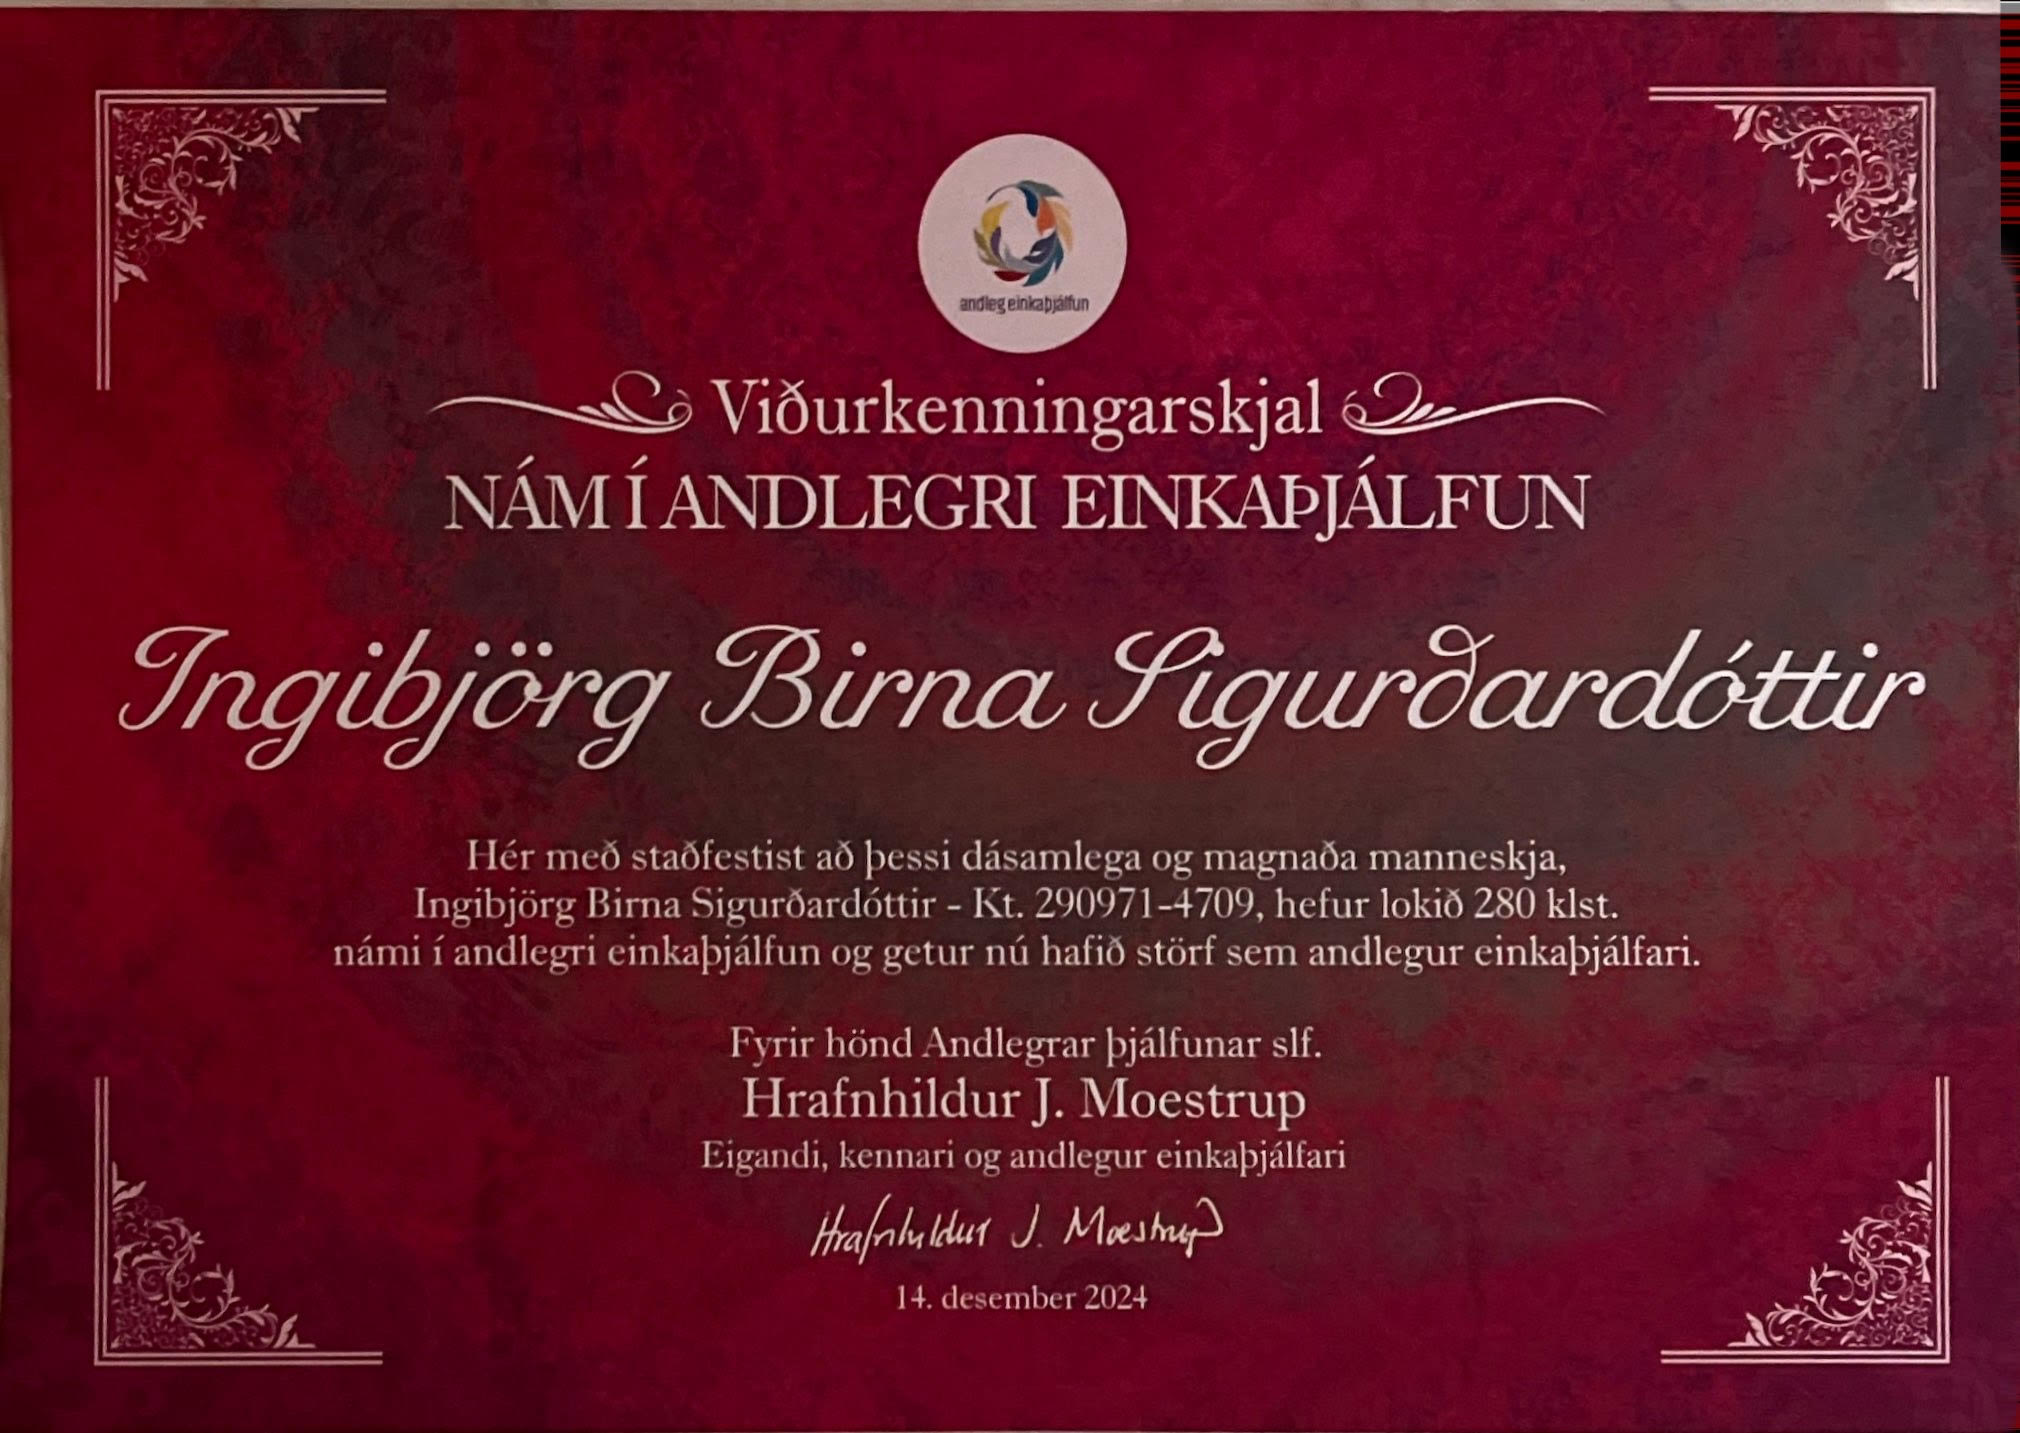 andleg einkaþjálfun
Viðurkenningarskjal
NÁM Í ANDLEGRI EINKAÞJÁLFUN
Ingibjörg Birna Sigurðardóttir
Hér með staðfestist að þessi dásamlega og magnaða manneskja,
Ingibjörg Birna Sigurðardóttir - Kt. 290971-4709, hefur lokið 280 klst.
námi í andlegri einkaþjálfun og getur nú hafið störf sem andlegur einkaþjálfari.
Fyrir hönd Andlegrar þjálfunar slf.
Hrafnhildur J. Moestrup
Eigandi, kennari og andlegur einkaþjálfari
Hrafnhildur J. Moestrup
14. desember 2024